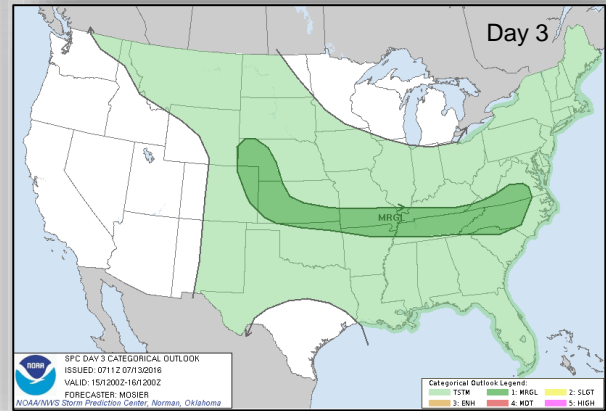 Day 3
MRGL
NOAA
SPC DAY 3 CATEGORICAL OUTLOOK
ISSUED: 0711Z 07/13/2016
VALID: 15/1200Z-16/1200Z
FORECASTER: MOSIER
NOAA/NWS Storm Prediction Center, Norman, Oklahoma
Categorical Outlook Legend:
TSTM 1: MRGL 2: SLGT
3: ENH 4: MDT 5: HIGH